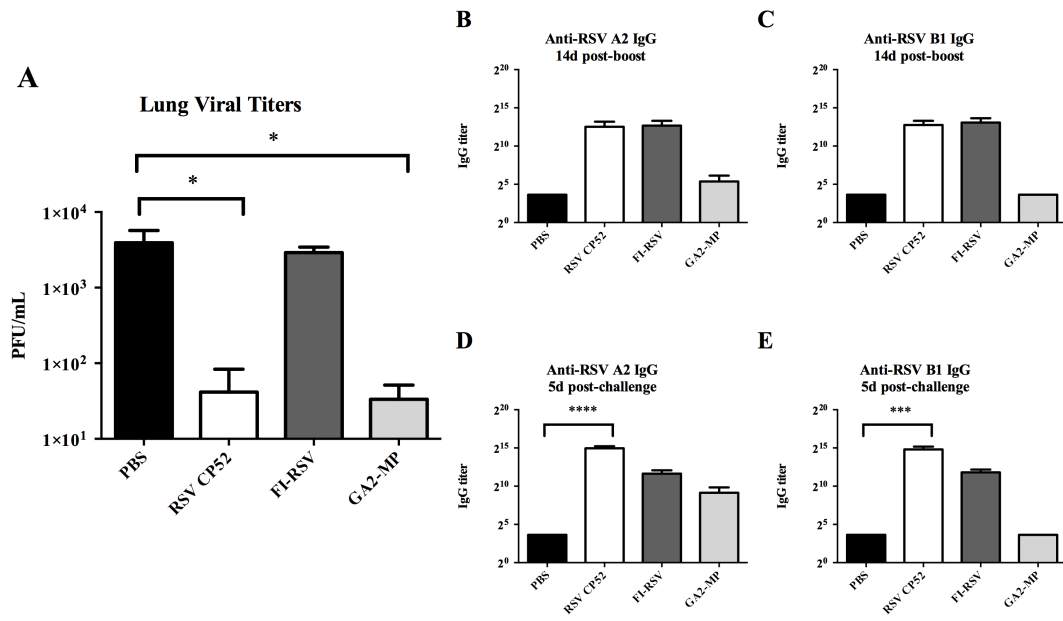 A
Lung Viral Titers
*
*
PFU/mL
1×10⁴
1×10³
1×10²
1×10¹
PBS
RSV CP52
FI-RSV
GA2-MP
B
Anti-RSV A2 IgG
14d post-boost
IgG titer
2²⁰
2¹⁵
2¹⁰
2⁵
2⁰
PBS
RSV CP52
FI-RSV
GA2-MP
C
Anti-RSV B1 IgG
14d post-boost
IgG titer
2²⁰
2¹⁵
2¹⁰
2⁵
2⁰
PBS
RSV CP52
FI-RSV
GA2-MP
D
Anti-RSV A2 IgG
5d post-challenge
****
IgG titer
2²⁰
2¹⁵
2¹⁰
2⁵
2⁰
PBS
RSV CP52
FI-RSV
GA2-MP
E
Anti-RSV B1 IgG
5d post-challenge
***
IgG titer
2²⁰
2¹⁵
2¹⁰
2⁵
2⁰
PBS
RSV CP52
FI-RSV
GA2-MP